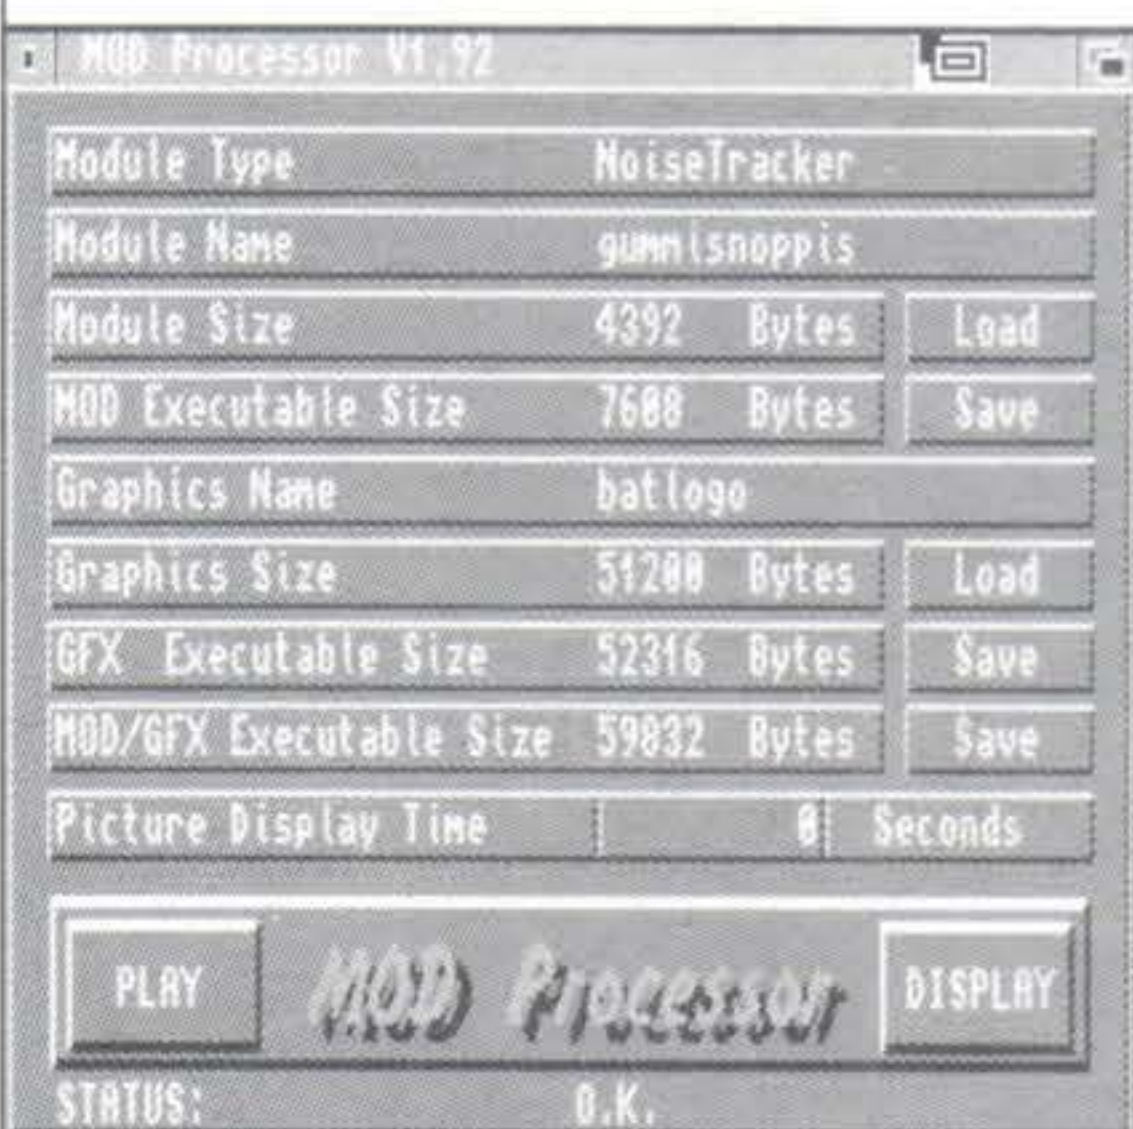 MOD Processor V1.92
Module Type NoiseTracker
Module Name gummisnoppis
Module Size 4392 Bytes Load
MOD Executable Size 7608 Bytes Save
Graphics Name batlogo
Graphics Size 51200 Bytes Load
GFX Executable Size 52316 Bytes Save
MOD/GFX Executable Size 59032 Bytes Save
Picture Display Time 0 Seconds
PLAY MOD Processor DISPLAY
STATUS: O.K.